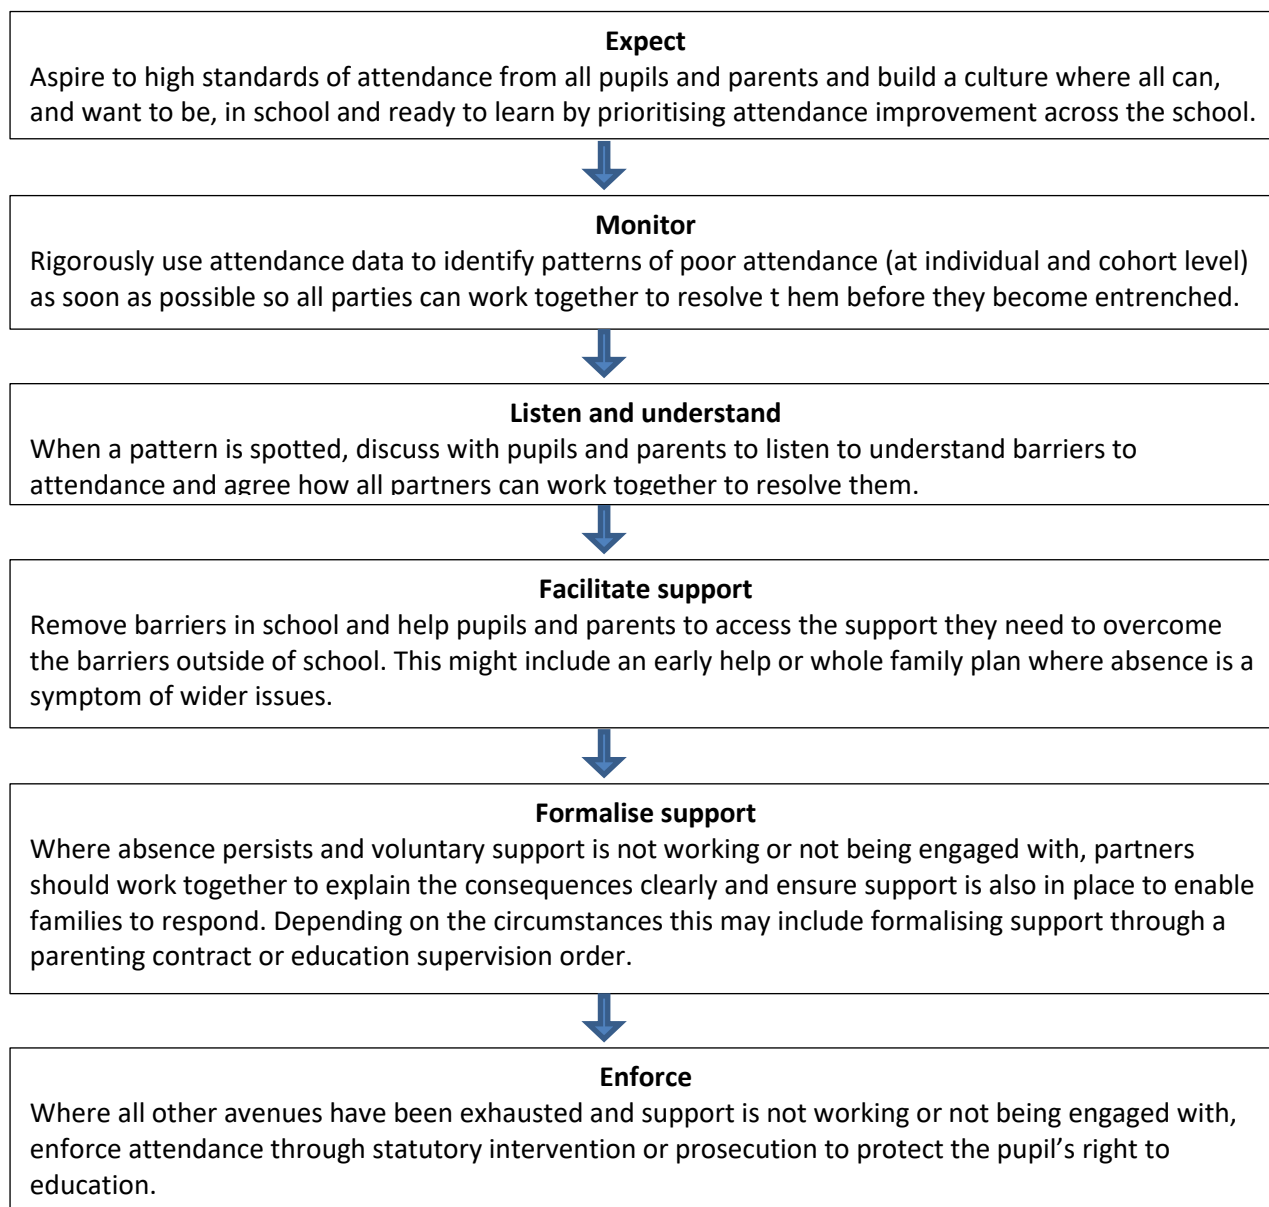 Expect
Aspire to high standards of attendance from all pupils and parents and build a culture where all can,
and want to be, in school and ready to learn by prioritising attendance improvement across the school.
Monitor
Rigorously use attendance data to identify patterns of poor attendance (at individual and cohort level)
as soon as possible so all parties can work together to resolve t hem before they become entrenched.
Listen and understand
When a pattern is spotted, discuss with pupils and parents to listen to understand barriers to
attendance and agree how all partners can work together to resolve them.
Facilitate support
Remove barriers in school and help pupils and parents to access the support they need to overcome
the barriers outside of school. This might include an early help or whole family plan where absence is a
symptom of wider issues.
Formalise support
Where absence persists and voluntary support is not working or not being engaged with, partners
should work together to explain the consequences clearly and ensure support is also in place to enable
families to respond. Depending on the circumstances this may include formalising support through a
parenting contract or education supervision order.
Enforce
Where all other avenues have been exhausted and support is not working or not being engaged with,
enforce attendance through statutory intervention or prosecution to protect the pupil’s right to
education.